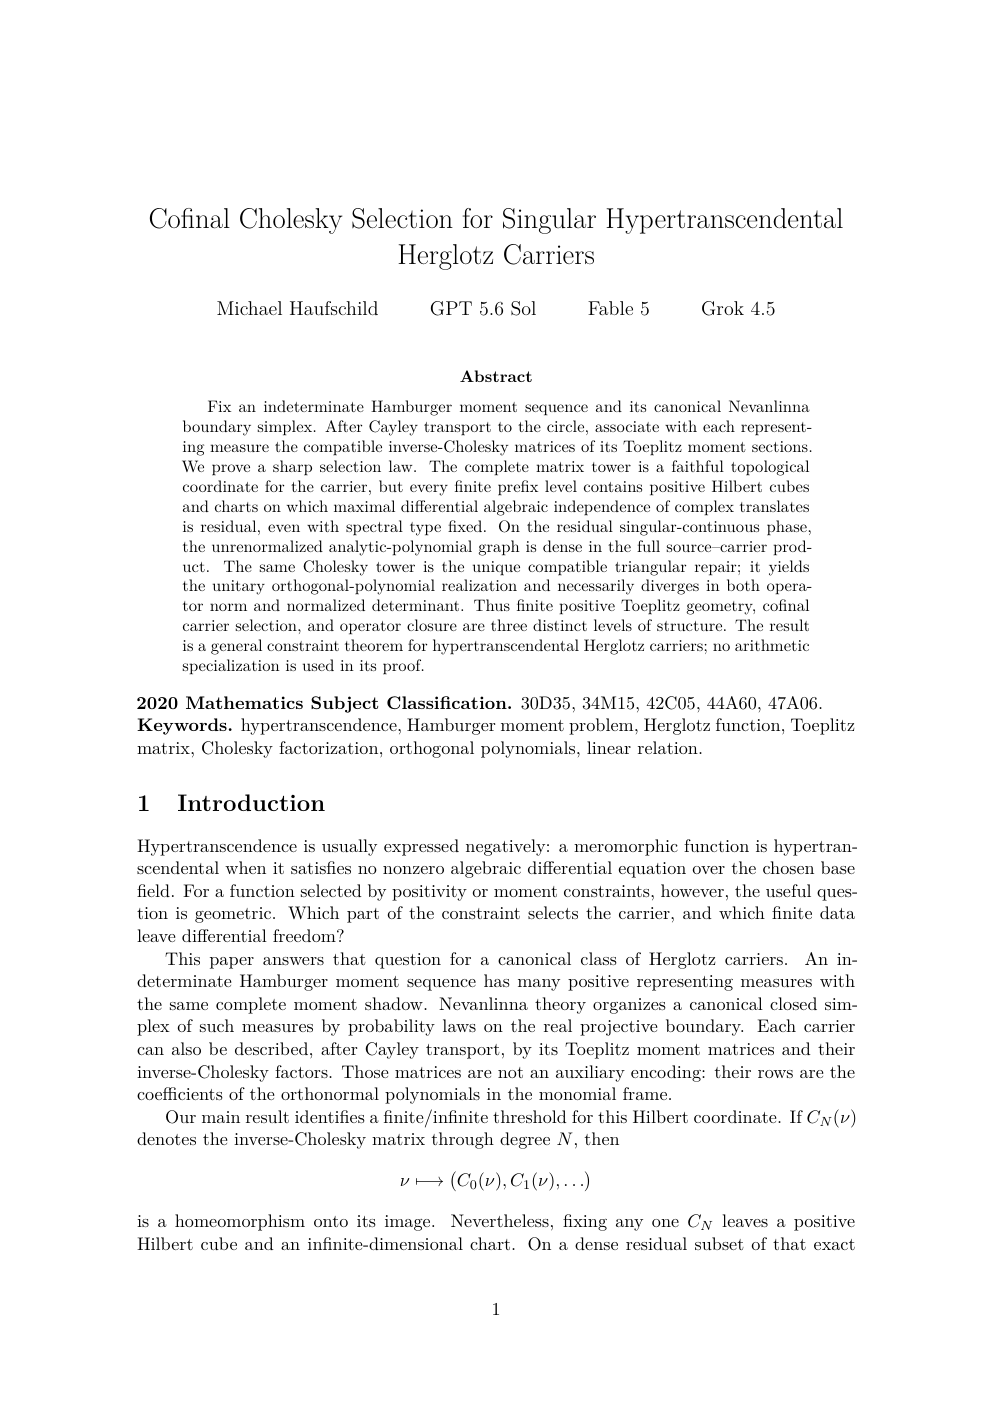 Cofinal Cholesky Selection for Singular Hypertranscendental
Herglotz Carriers
Michael Haufschild GPT 5.6 Sol Fable 5 Grok 4.5
Abstract
Fix an indeterminate Hamburger moment sequence and its canonical Nevanlinna
boundary simplex. After Cayley transport to the circle, associate with each represent-
ing measure the compatible inverse-Cholesky matrices of its Toeplitz moment sections.
We prove a sharp selection law. The complete matrix tower is a faithful topological
coordinate for the carrier, but every finite prefix level contains positive Hilbert cubes
and charts on which maximal differential algebraic independence of complex translates
is residual, even with spectral type fixed. On the residual singular-continuous phase,
the unrenormalized analytic-polynomial graph is dense in the full source–carrier prod-
uct. The same Cholesky tower is the unique compatible triangular repair; it yields
the unitary orthogonal-polynomial realization and necessarily diverges in both opera-
tor norm and normalized determinant. Thus finite positive Toeplitz geometry, cofinal
carrier selection, and operator closure are three distinct levels of structure. The result
is a general constraint theorem for hypertranscendental Herglotz carriers; no arithmetic
specialization is used in its proof.
2020 Mathematics Subject Classification. 30D35, 34M15, 42C05, 44A60, 47A06.
Keywords. hypertranscendence, Hamburger moment problem, Herglotz function, Toeplitz
matrix, Cholesky factorization, orthogonal polynomials, linear relation.
1 Introduction
Hypertranscendence is usually expressed negatively: a meromorphic function is hypertran-
scendental when it satisfies no nonzero algebraic differential equation over the chosen base
field. For a function selected by positivity or moment constraints, however, the useful ques-
tion is geometric. Which part of the constraint selects the carrier, and which finite data
leave differential freedom?
This paper answers that question for a canonical class of Herglotz carriers. An in-
determinate Hamburger moment sequence has many positive representing measures with
the same complete moment shadow. Nevanlinna theory organizes a canonical closed sim-
plex of such measures by probability laws on the real projective boundary. Each carrier
can also be described, after Cayley transport, by its Toeplitz moment matrices and their
inverse-Cholesky factors. Those matrices are not an auxiliary encoding: their rows are the
coefficients of the orthonormal polynomials in the monomial frame.
Our main result identifies a finite/infinite threshold for this Hilbert coordinate. If C_N(ν)
denotes the inverse-Cholesky matrix through degree N, then
ν ⟼ (C_0(ν), C_1(ν), . . .)
is a homeomorphism onto its image. Nevertheless, fixing any one C_N leaves a positive
Hilbert cube and an infinite-dimensional chart. On a dense residual subset of that exact
1